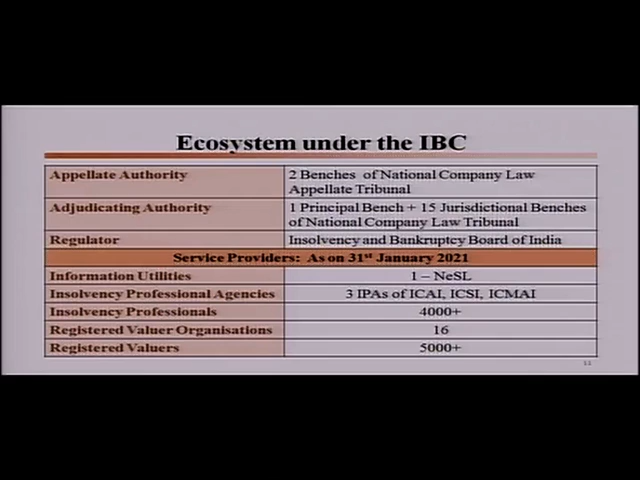 Ecosystem under the IBC
Appellate Authority
2 Benches of National Company Law
Appellate Tribunal
Adjudicating Authority
1 Principal Bench + 15 Jurisdictional Benches
of National Company Law Tribunal
Regulator
Insolvency and Bankruptcy Board of India
Service Providers: As on 31st January 2021
Information Utilities
1 – NeSL
Insolvency Professional Agencies
3 IPAs of ICAI, ICSI, ICMAI
Insolvency Professionals
4000+
Registered Valuer Organisations
16
Registered Valuers
5000+